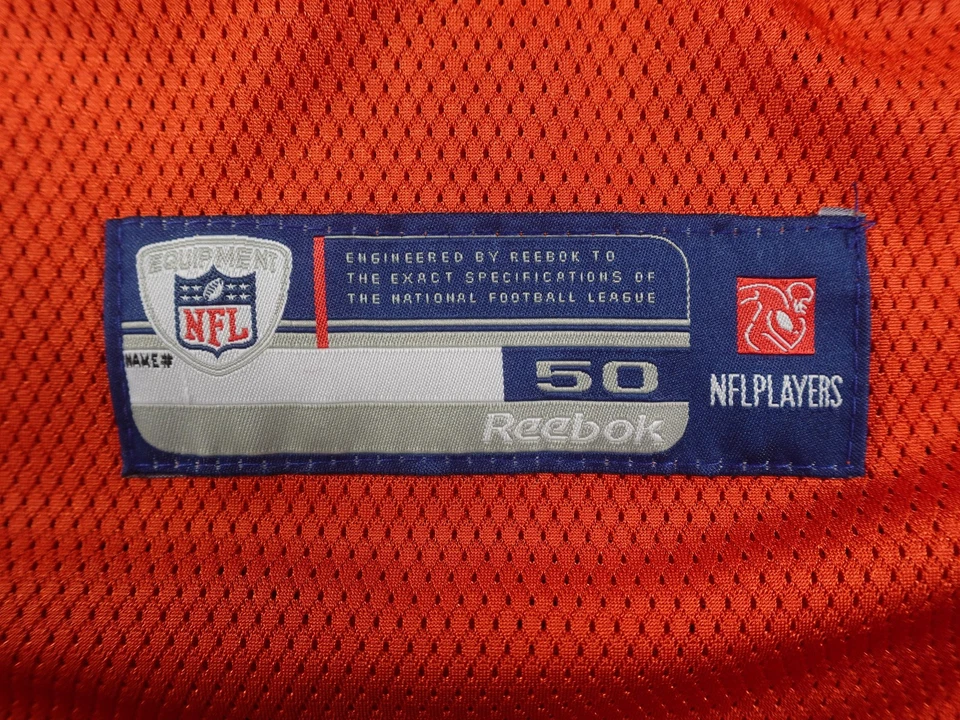 EQUIPMENT
NFL
ENGINEERED BY REEBOK TO
THE EXACT SPECIFICATIONS OF
THE NATIONAL FOOTBALL LEAGUE
NAME#
50
Reebok
NFLPLAYERS